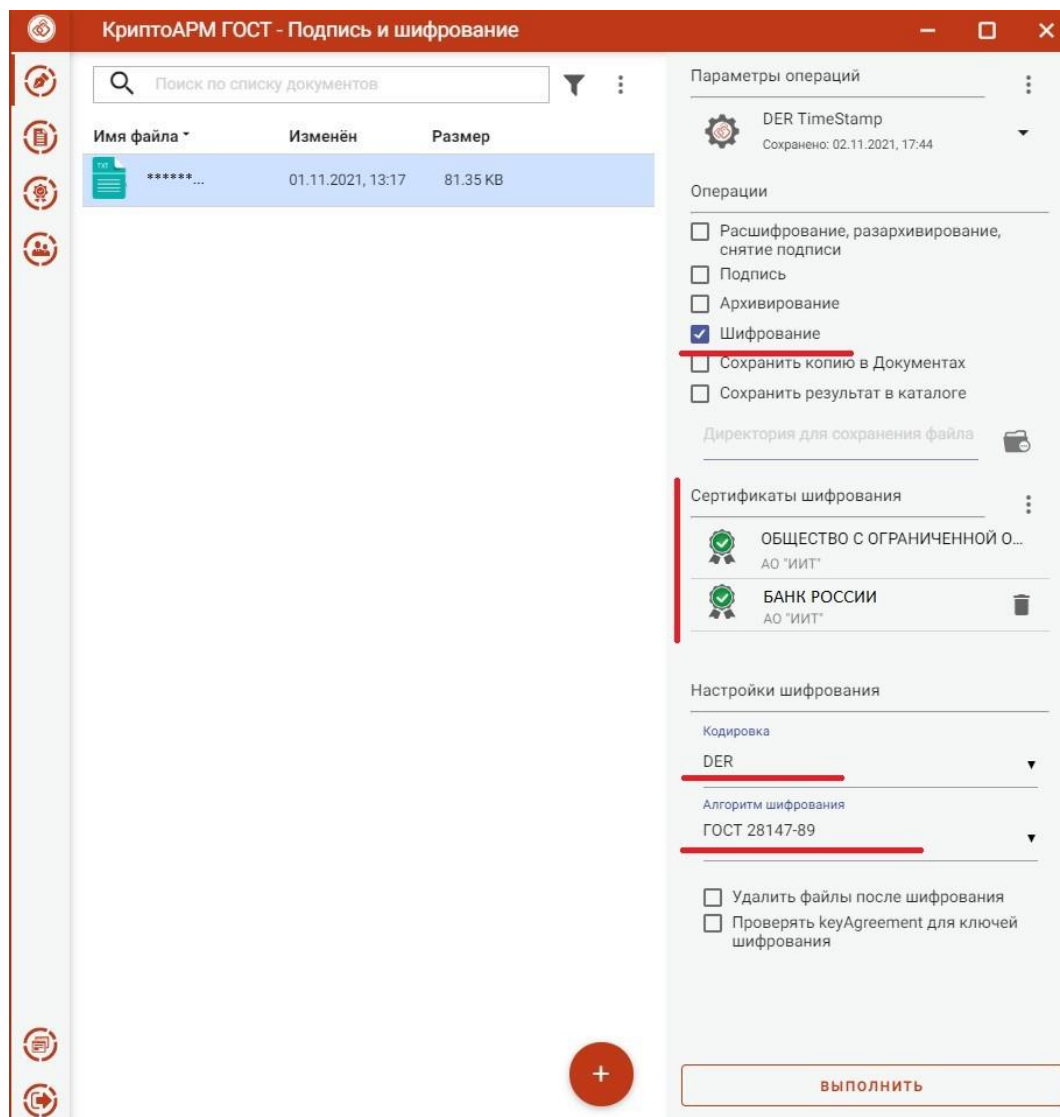 КриптоАРМ ГОСТ - Подпись и шифрование
Поиск по списку документов
Имя файла
Изменён
Размер
TXT
******...
01.11.2021, 13:17
81.35 KB
Параметры операций
DER TimeStamp
Сохранено: 02.11.2021, 17:44
Операции
Расшифрование, разархивирование,
снятие подписи
Подпись
Архивирование
Шифрование
Сохранить копию в Документах
Сохранить результат в каталоге
Директория для сохранения файла
Сертификаты шифрования
ОБЩЕСТВО С ОГРАНИЧЕННОЙ О...
АО "ИИТ"
БАНК РОССИИ
АО "ИИТ"
Настройки шифрования
Кодировка
DER
Алгоритм шифрования
ГОСТ 28147-89
Удалить файлы после шифрования
Проверять keyAgreement для ключей
шифрования
ВЫПОЛНИТЬ